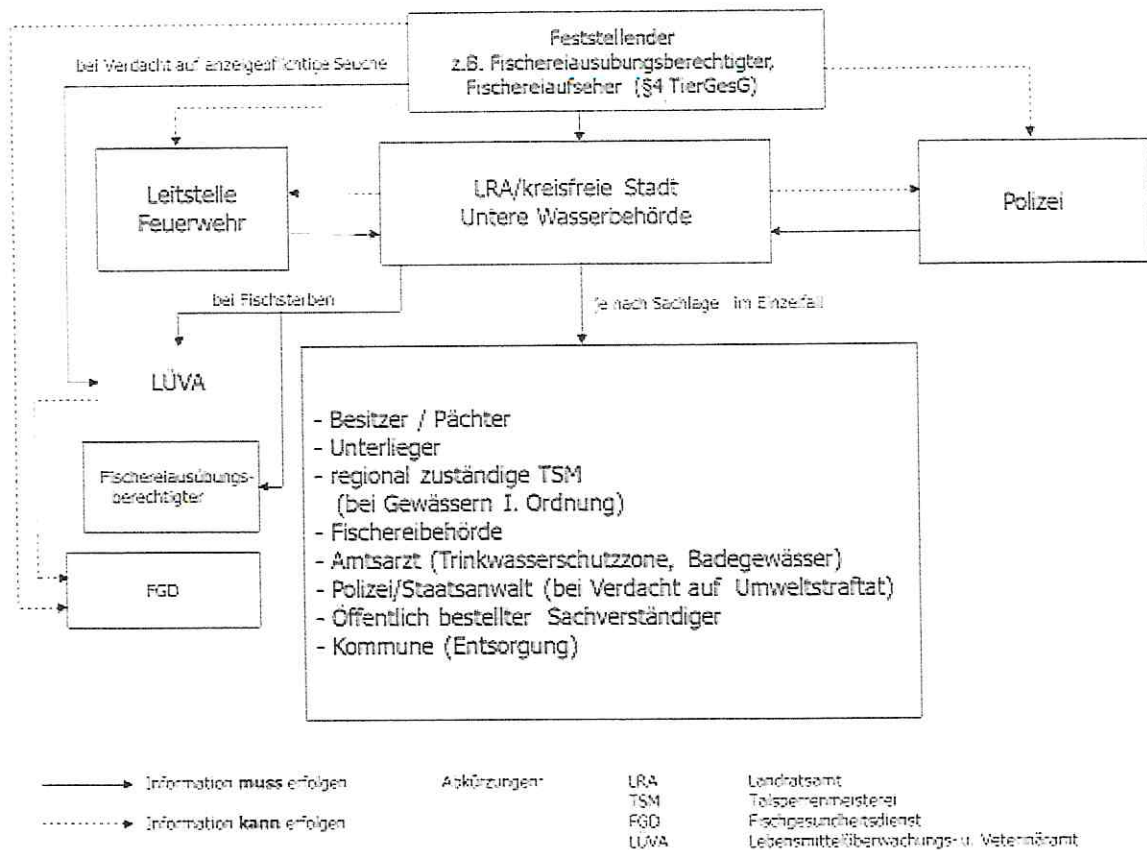 Feststellender
z.B. Fischereiausübungsberechtigter,
Fischereiaufseher (§4 TierGesG)
bei Verdacht auf anzeigepflichtige Seuche
Leitstelle
Feuerwehr
LRA/kreisfreie Stadt
Untere Wasserbehörde
Polizei
bei Fischsterben
je nach Sachlage im Einzelfall
LÜVA
Fischereiausübungs-
berechtigter
FGD
- Besitzer / Pächter
- Unterlieger
- regional zuständige TSM
(bei Gewässern I. Ordnung)
- Fischereibehörde
- Amtsarzt (Trinkwasserschutzzone, Badegewässer)
- Polizei/Staatsanwalt (bei Verdacht auf Umweltstraftat)
- Öffentlich bestellter Sachverständiger
- Kommune (Entsorgung)
Information muss erfolgen
Information kann erfolgen
Abkürzungen:
LRA Landratsamt
TSM Talsperrenmeisterei
FGD Fischgesundheitsdienst
LÜVA Lebensmittelüberwachungs- u. Veterinäramt